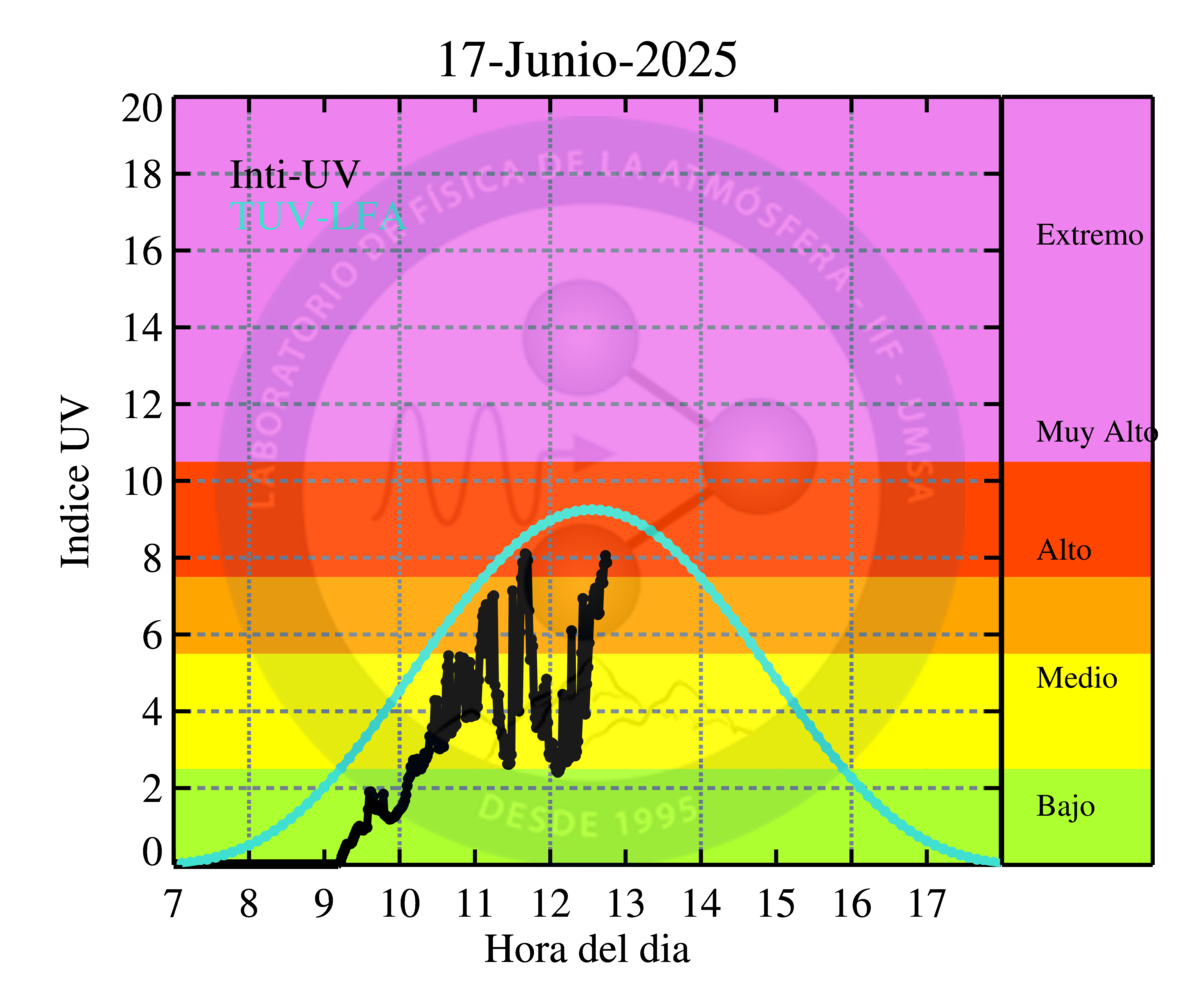 17-Junio-2025
20
18
16
14
12
10
8
6
4
2
0
Indice UV
Inti-UV
TUV-LFA
LABORATORIO DE FÍSICA DE LA ATMÓSFERA - IIF - UMSA
DESDE 1995
Extremo
Muy Alto
Alto
Medio
Bajo
7 8 9 10 11 12 13 14 15 16 17
Hora del dia